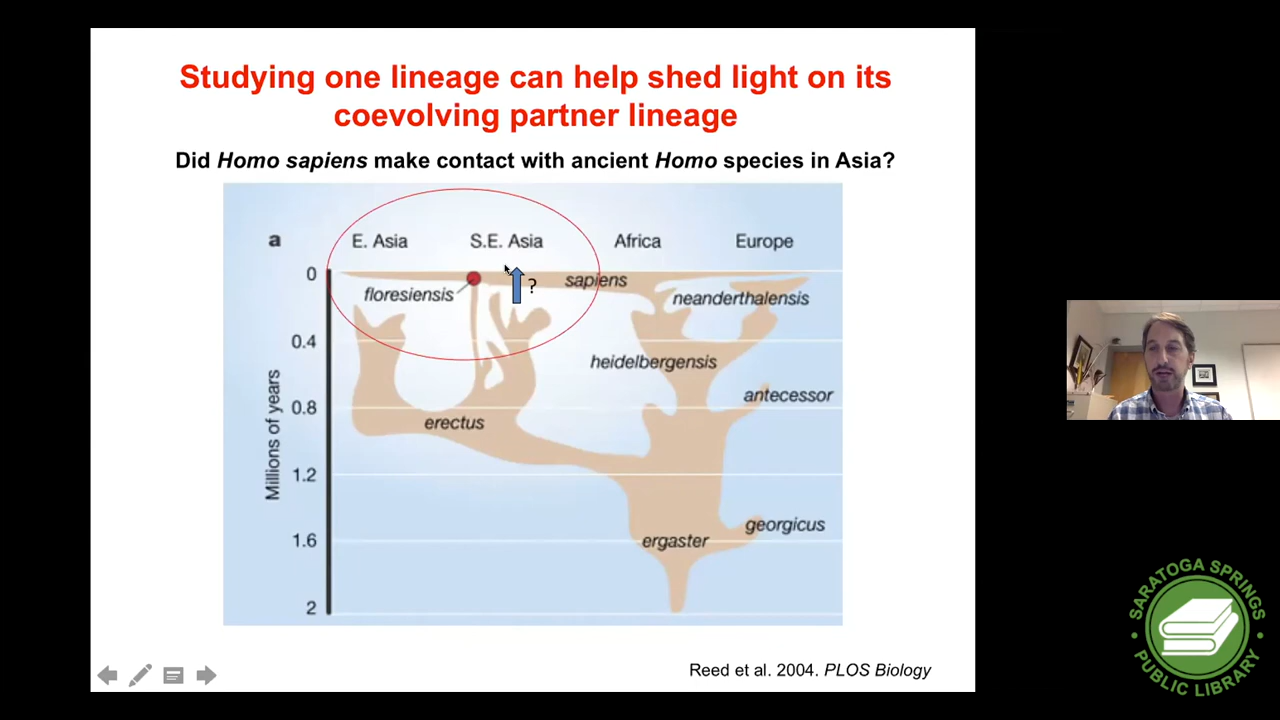 Studying one lineage can help shed light on its
coevolving partner lineage
Did Homo sapiens make contact with ancient Homo species in Asia?
a
E. Asia
S.E. Asia
Africa
Europe
0
sapiens
floresiensis
?
neanderthalensis
0.4
heidelbergensis
antecessor
0.8
erectus
Millions of years
1.2
georgicus
1.6
ergaster
2
Reed et al. 2004. PLOS Biology
SARATOGA SPRINGS
PUBLIC LIBRARY